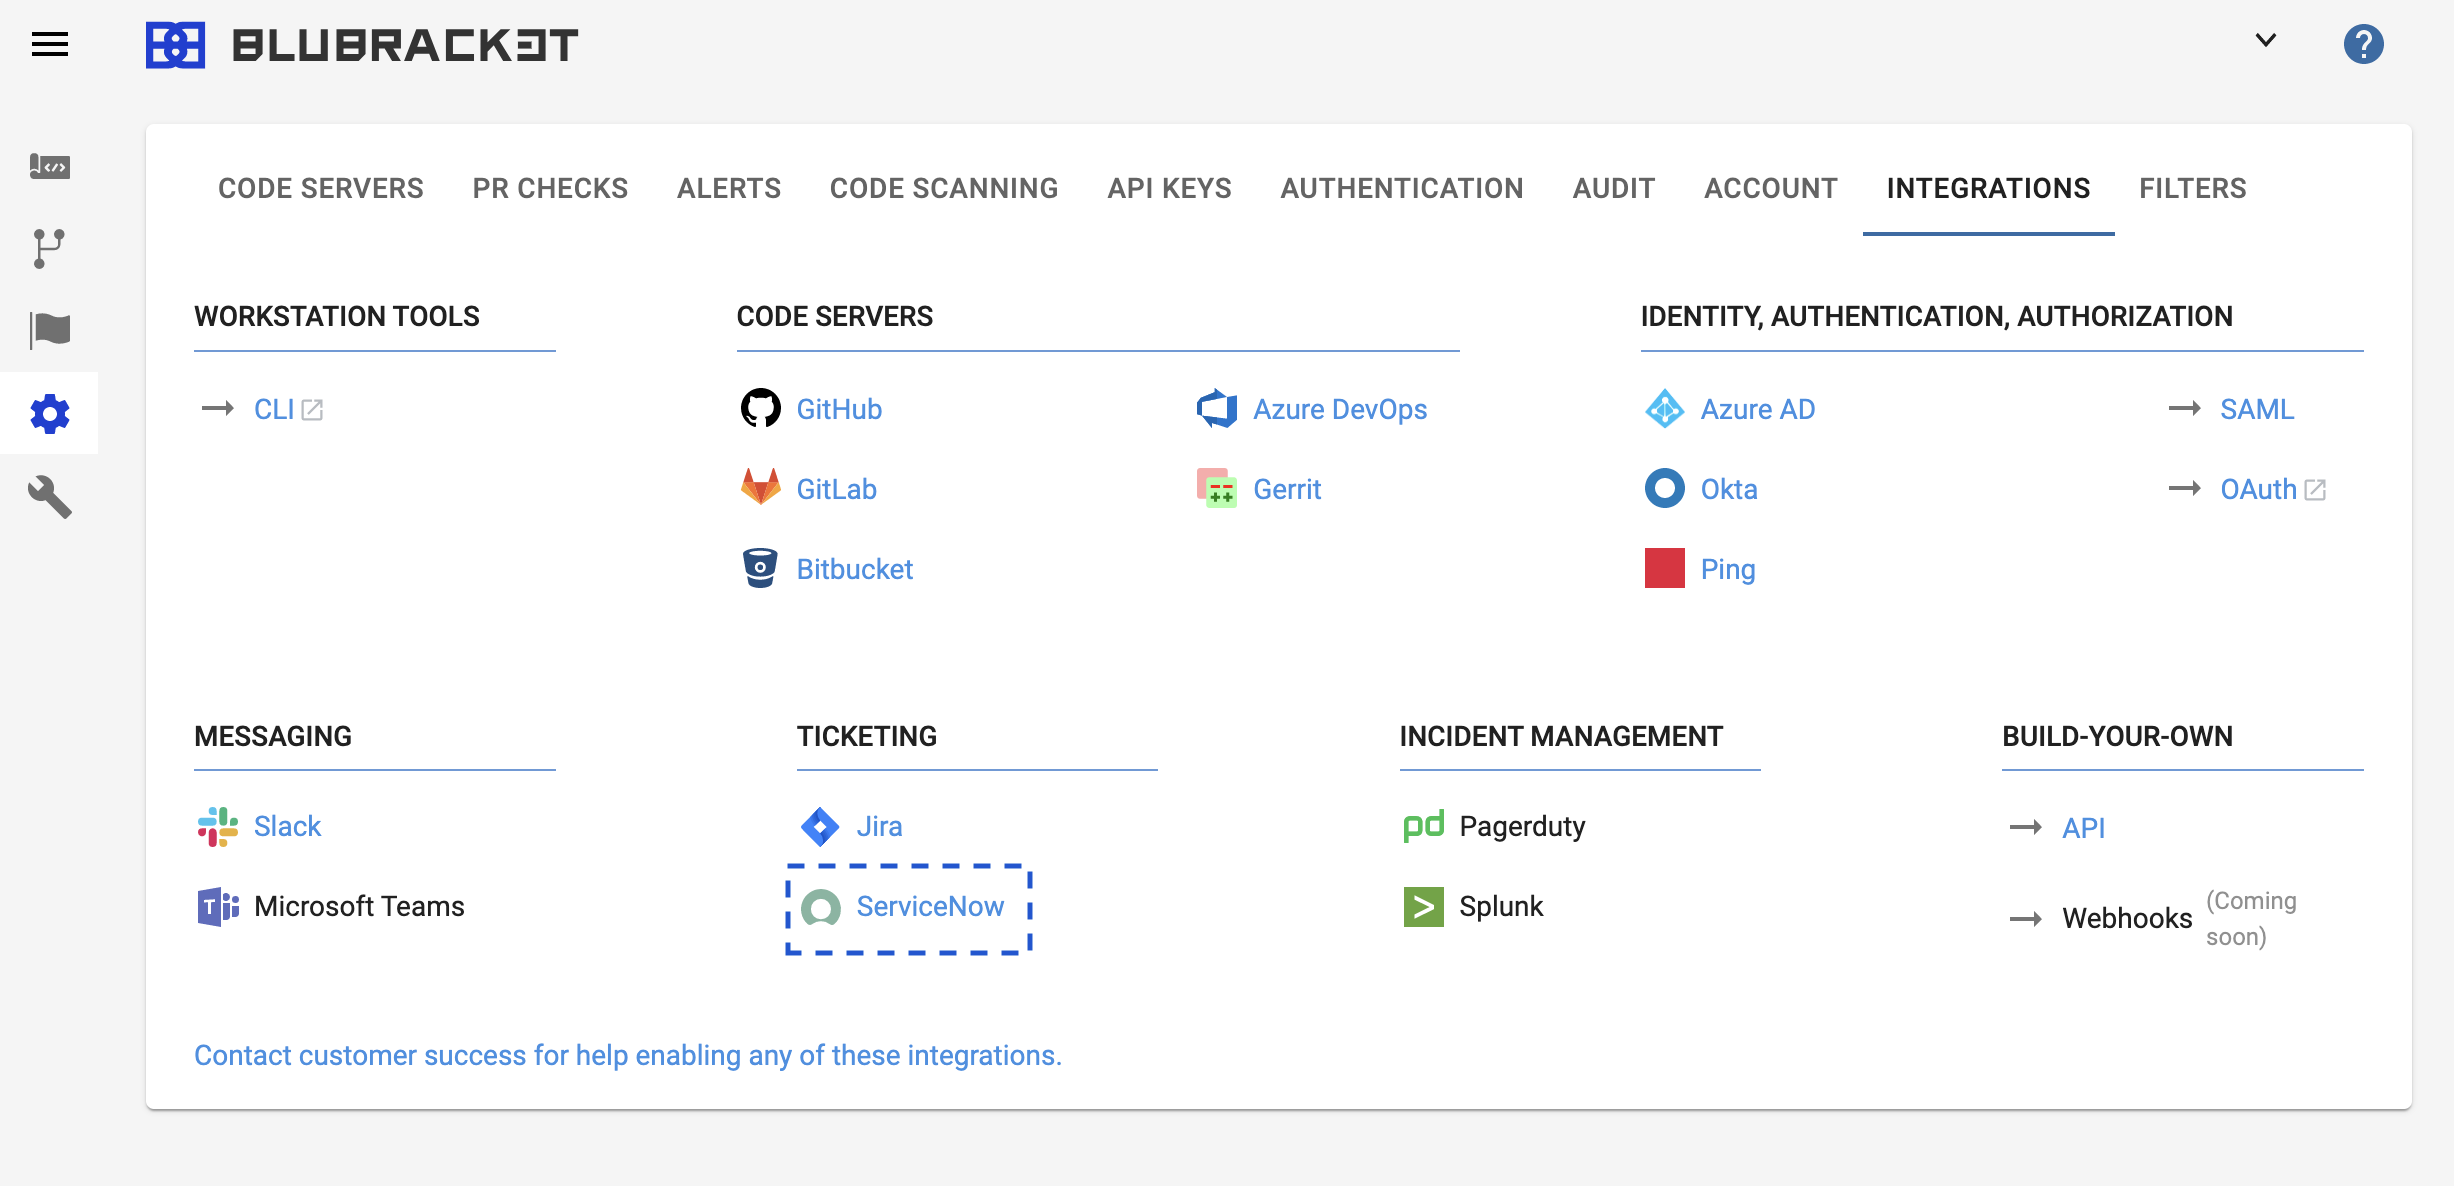 BLUBRACKET
CODE SERVERS PR CHECKS ALERTS CODE SCANNING API KEYS AUTHENTICATION AUDIT ACCOUNT INTEGRATIONS FILTERS
WORKSTATION TOOLS
CLI
CODE SERVERS
GitHub
GitLab
Bitbucket
Azure DevOps
Gerrit
IDENTITY, AUTHENTICATION, AUTHORIZATION
Azure AD
Okta
Ping
SAML
OAuth
MESSAGING
Slack
Microsoft Teams
TICKETING
Jira
ServiceNow
INCIDENT MANAGEMENT
pd Pagerduty
Splunk
BUILD-YOUR-OWN
API
Webhooks (Coming
soon)
Contact customer success for help enabling any of these integrations.